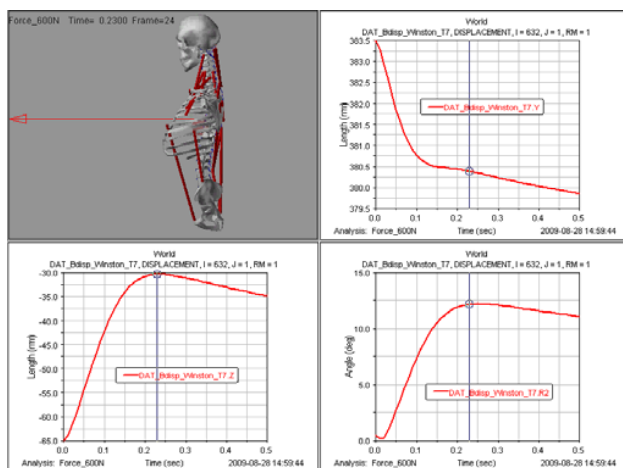 Force_600N Time= 0.2300 Frame=24
World
DAT_Bdisp_Winston_T7, DISPLACEMENT, I = 632, J = 1, RM = 1
383.5
383.0
382.5
382.0
381.5
381.0
380.5
380.0
379.5
Length (mm)
DAT_Bdisp_Winston_T7.Y
0.0 0.1 0.2 0.3 0.4 0.5
Analysis: Force_600N Time (sec) 2009-08-28 14:59:44
World
DAT_Bdisp_Winston_T7, DISPLACEMENT, I = 632, J = 1, RM = 1
-30.0
-35.0
-40.0
-45.0
-50.0
-55.0
-60.0
-65.0
Length (mm)
DAT_Bdisp_Winston_T7.Z
0.0 0.1 0.2 0.3 0.4 0.5
Analysis: Force_600N Time (sec) 2009-08-28 14:59:44
World
DAT_Bdisp_Winston_T7, DISPLACEMENT, I = 632, J = 1, RM = 1
15.0
10.0
5.0
0.0
Angle (deg)
DAT_Bdisp_Winston_T7.R2
0.0 0.1 0.2 0.3 0.4 0.5
Analysis: Force_600N Time (sec) 2009-08-28 14:59:44